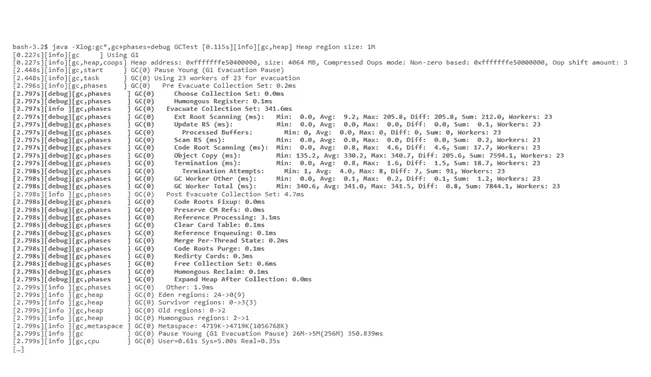 bash-3.2$ java -Xlog:gc*,gc+phases=debug GCTest [0.115s][info][gc,heap] Heap region size: 1M
[0.227s][info][gc     ] Using G1
[0.227s][info][gc,heap,coops] Heap address: 0xfffffffe50400000, size: 4064 MB, Compressed Oops mode: Non-zero based: 0xfffffffe50000000, Oop shift amount: 3
[2.448s][info][gc,start     ] GC(0) Pause Young (G1 Evacuation Pause)
[2.448s][info][gc,task      ] GC(0) Using 23 workers of 23 for evacuation
[2.796s][info][gc,phases    ] GC(0)   Pre Evacuate Collection Set: 0.2ms
[2.797s][debug][gc,phases    ] GC(0)     Choose Collection Set: 0.0ms
[2.797s][debug][gc,phases    ] GC(0)     Humongous Register: 0.1ms
[2.797s][info ][gc,phases    ] GC(0)   Evacuate Collection Set: 341.6ms
[2.797s][debug][gc,phases    ] GC(0)     Ext Root Scanning (ms):   Min:  0.0, Avg:  9.2, Max: 205.8, Diff: 205.8, Sum: 212.0, Workers: 23
[2.797s][debug][gc,phases    ] GC(0)     Update RS (ms):           Min:  0.0, Avg:  0.0, Max:  0.0, Diff:  0.0, Sum:  0.1, Workers: 23
[2.797s][debug][gc,phases    ] GC(0)       Processed Buffers:        Min: 0, Avg:  0.0, Max: 0, Diff: 0, Sum: 0, Workers: 23
[2.797s][debug][gc,phases    ] GC(0)     Scan RS (ms):             Min:  0.0, Avg:  0.0, Max:  0.0, Diff:  0.0, Sum:  0.2, Workers: 23
[2.797s][debug][gc,phases    ] GC(0)     Code Root Scanning (ms):  Min:  0.0, Avg:  0.8, Max:  4.6, Diff:  4.6, Sum: 17.7, Workers: 23
[2.797s][debug][gc,phases    ] GC(0)     Object Copy (ms):         Min: 135.2, Avg: 330.2, Max: 340.7, Diff: 205.6, Sum: 7594.1, Workers: 23
[2.797s][debug][gc,phases    ] GC(0)     Termination (ms):         Min:  0.0, Avg:  0.8, Max:  1.6, Diff:  1.5, Sum: 18.7, Workers: 23
[2.798s][debug][gc,phases    ] GC(0)       Termination Attempts:     Min: 1, Avg:  4.0, Max: 8, Diff: 7, Sum: 91, Workers: 23
[2.798s][debug][gc,phases    ] GC(0)     GC Worker Other (ms):     Min:  0.0, Avg:  0.1, Max:  0.2, Diff:  0.1, Sum:  1.2, Workers: 23
[2.798s][debug][gc,phases    ] GC(0)     GC Worker Total (ms):     Min: 340.6, Avg: 341.0, Max: 341.5, Diff:  0.8, Sum: 7844.1, Workers: 23
[2.798s][info ][gc,phases    ] GC(0)   Post Evacuate Collection Set: 4.7ms
[2.798s][debug][gc,phases    ] GC(0)     Code Roots Fixup: 0.0ms
[2.798s][debug][gc,phases    ] GC(0)     Preserve CM Refs: 0.0ms
[2.798s][debug][gc,phases    ] GC(0)     Reference Processing: 3.1ms
[2.798s][debug][gc,phases    ] GC(0)     Clear Card Table: 0.1ms
[2.798s][debug][gc,phases    ] GC(0)     Reference Enqueuing: 0.1ms
[2.798s][debug][gc,phases    ] GC(0)     Merge Per-Thread State: 0.2ms
[2.798s][debug][gc,phases    ] GC(0)     Code Roots Purge: 0.1ms
[2.798s][debug][gc,phases    ] GC(0)     Redirty Cards: 0.3ms
[2.798s][debug][gc,phases    ] GC(0)     Free Collection Set: 0.6ms
[2.798s][debug][gc,phases    ] GC(0)     Humongous Reclaim: 0.1ms
[2.799s][debug][gc,phases    ] GC(0)     Expand Heap After Collection: 0.0ms
[2.799s][info ][gc,phases    ] GC(0)   Other: 1.9ms
[2.799s][info ][gc,heap      ] GC(0) Eden regions: 24->0(9)
[2.799s][info ][gc,heap      ] GC(0) Survivor regions: 0->3(3)
[2.799s][info ][gc,heap      ] GC(0) Old regions: 0->2
[2.799s][info ][gc,heap      ] GC(0) Humongous regions: 2->1
[2.799s][info ][gc,metaspace ] GC(0) Metaspace: 4719K->4719K(1056768K)
[2.799s][info ][gc           ] GC(0) Pause Young (G1 Evacuation Pause) 26M->5M(256M) 350.839ms
[2.799s][info ][gc,cpu       ] GC(0) User=0.61s Sys=5.00s Real=0.35s
[…]